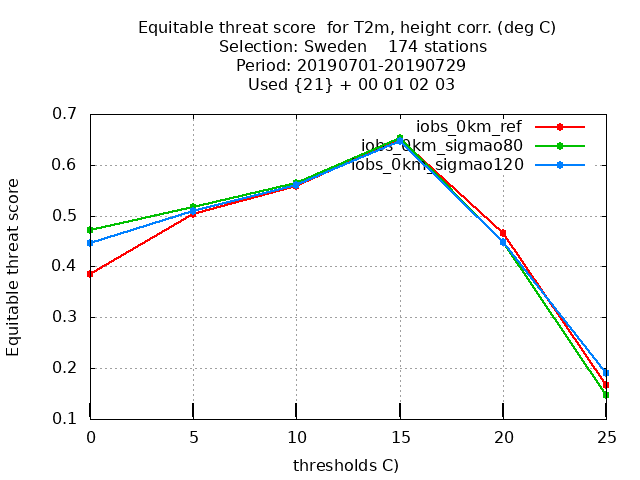 Equitable threat score  for T2m, height corr. (deg C)
Selection: Sweden    174 stations
Period: 20190701-20190729
Used {21} + 00 01 02 03
Equitable threat score
0.7
0.6
0.5
0.4
0.3
0.2
0.1
iobs_0km_ref
iobs_0km_sigmao80
iobs_0km_sigmao120
0 5 10 15 20 25
thresholds C)